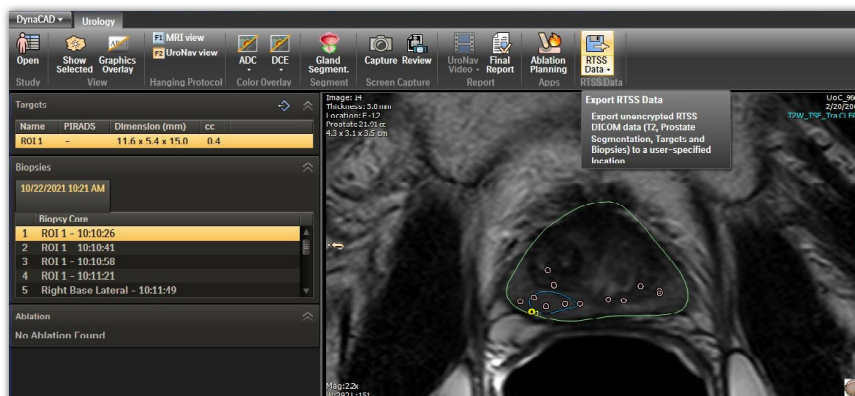 DynaCAD
Urology
Open
Show Selected
Graphics Overlay
F1 MRI view
F2 UroNav view
ADC
DCE
Gland Segment.
Capture
Review
UroNav Video
Final Report
Ablation Planning
RTSS Data
Study
View
Hanging Protocol
Color Overlay
Segment
Screen Capture
Report
Apps
RTSS Data
Targets
Name PIRADS Dimension (mm) cc
ROI 1 - 11.6 x 5.4 x 15.0 0.4
Biopsies
10/22/2021 10:21 AM
Biopsy Core
1 ROI 1 - 10:10:26
2 ROI 1 10:10:41
3 ROI 1 - 10:10:58
4 ROI 1 - 10:11:21
5 Right Base Lateral - 10:11:49
Ablation
No Ablation Found
Image: 14
Thickness: 3.0 mm
Prostate 21.91 cc
4.3 x 3.1 x 3.5 cm
Export RTSS Data
Export unencrypted RTSS
DICOM data (T2, Prostate
Segmentation, Targets and
Biopsies) to a user-specified
location
T2W_TSE_Tra
Mag: 2.2x